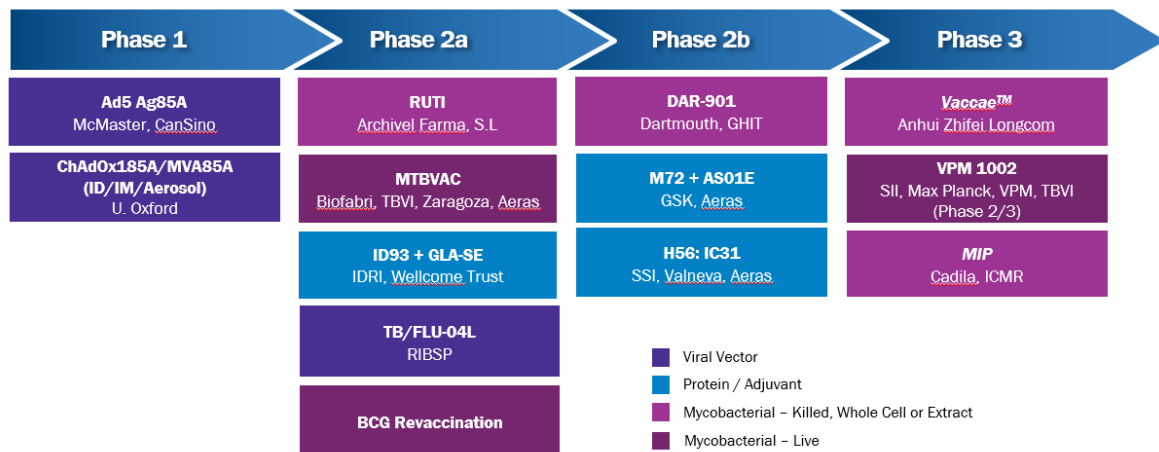 Phase 1
Phase 2a
Phase 2b
Phase 3
Ad5 Ag85A
McMaster, CanSino
ChAdOx185A/MVA85A
(ID/IM/Aerosol)
U. Oxford
RUTI
Archivel Farma, S.L
MTBVAC
Biofabri, TBVI, Zaragoza, Aeras
ID93 + GLA-SE
IDRI, Wellcome Trust
TB/FLU-04L
RIBSP
BCG Revaccination
DAR-901
Dartmouth, GHIT
M72 + AS01E
GSK, Aeras
H56: IC31
SSI, Valneva, Aeras
Vaccae™
Anhui Zhifei Longcom
VPM 1002
SII, Max Planck, VPM, TBVI
(Phase 2/3)
MIP
Cadila, ICMR
Viral Vector
Protein / Adjuvant
Mycobacterial – Killed, Whole Cell or Extract
Mycobacterial – Live